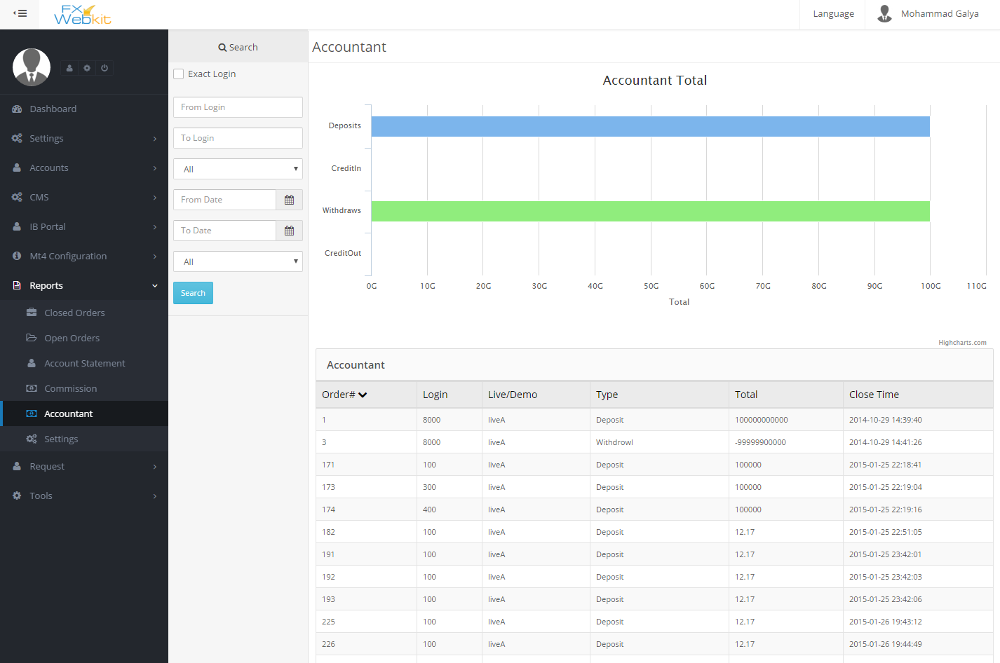 FX
WebKit
Language
Mohammad Galya
Dashboard
Settings
Accounts
CMS
IB Portal
Mt4 Configuration
Reports
Closed Orders
Open Orders
Account Statement
Commission
Accountant
Settings
Request
Tools
Search
Exact Login
From Login
To Login
All
From Date
To Date
All
Search
Accountant
Accountant Total
Deposits
CreditIn
Withdraws
CreditOut
0G 10G 20G 30G 40G 50G 60G 70G 80G 90G 100G 110G
Total
Highcharts.com
Accountant
Order# Login Live/Demo Type Total Close Time
1 8000 liveA Deposit 100000000000 2014-10-29 14:39:40
3 8000 liveA Withdrowl -99999900000 2014-10-29 14:41:26
171 100 liveA Deposit 100000 2015-01-25 22:18:41
173 300 liveA Deposit 100000 2015-01-25 22:19:04
174 400 liveA Deposit 100000 2015-01-25 22:19:16
182 100 liveA Deposit 12.17 2015-01-25 22:51:05
191 100 liveA Deposit 12.17 2015-01-25 23:42:01
192 100 liveA Deposit 12.17 2015-01-25 23:42:03
193 100 liveA Deposit 12.17 2015-01-25 23:42:06
225 100 liveA Deposit 12.17 2015-01-26 19:43:12
226 100 liveA Deposit 12.17 2015-01-26 19:44:49